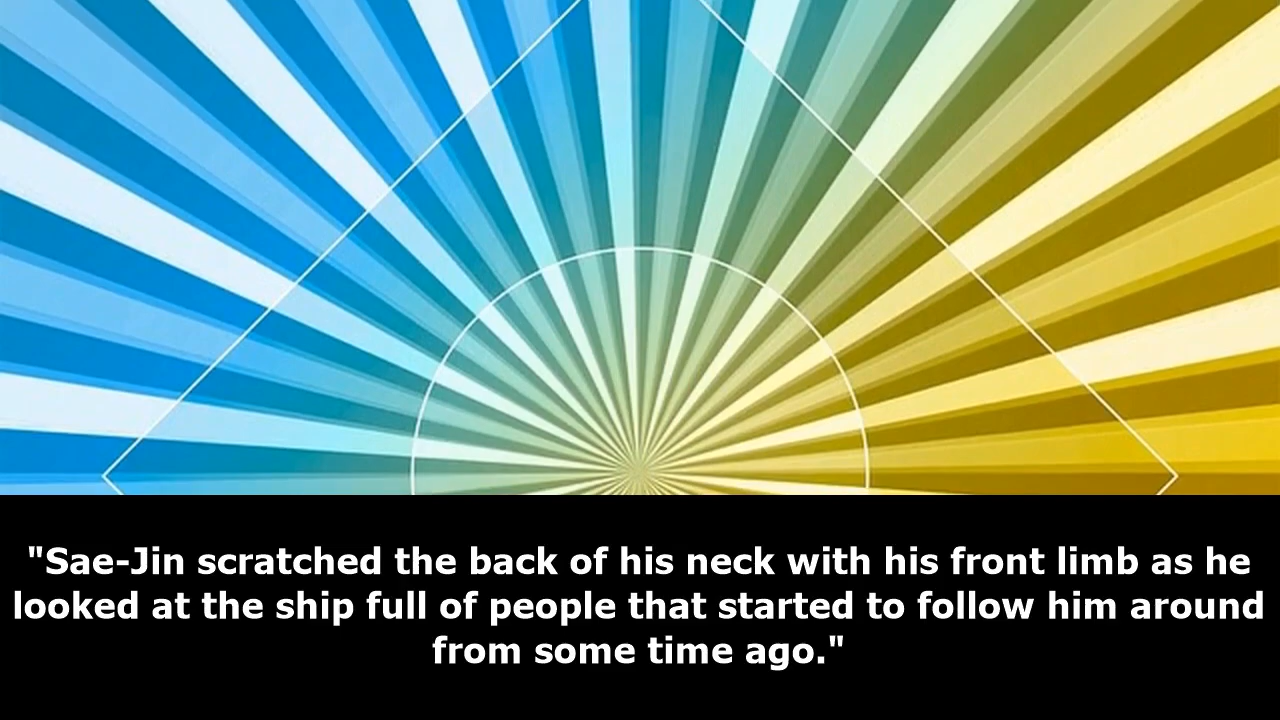 "Sae-Jin scratched the back of his neck with his front limb as he
looked at the ship full of people that started to follow him around
from some time ago."